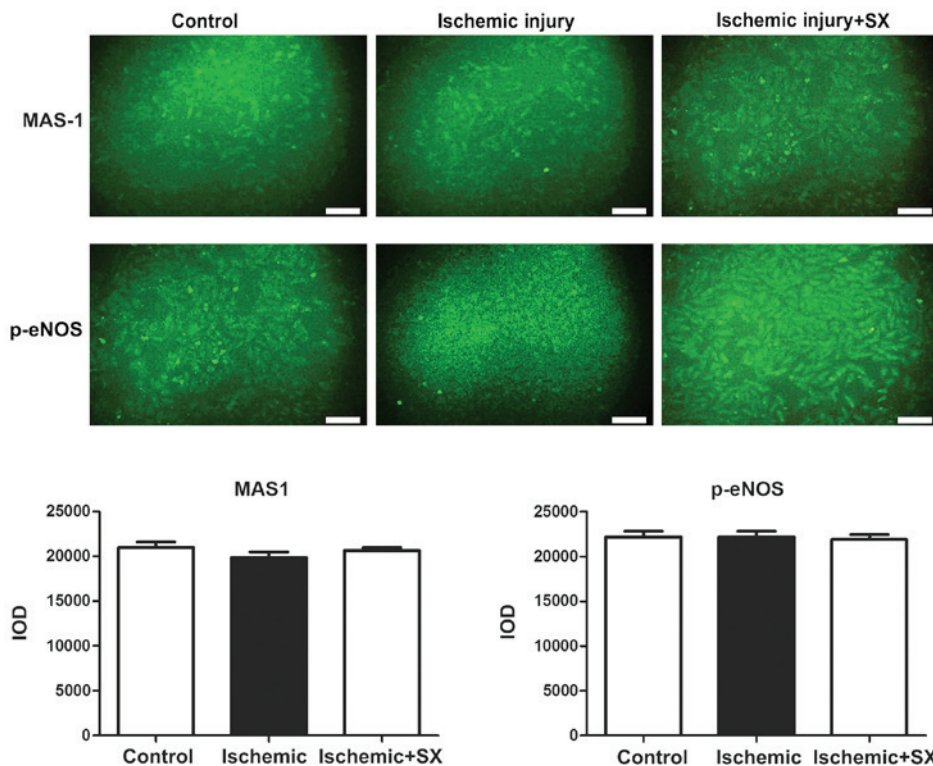 Control Ischemic injury Ischemic injury+SX
MAS-1
p-eNOS
MAS1
25000
20000
15000
10000
5000
0
IOD
Control Ischemic Ischemic+SX
p-eNOS
25000
20000
15000
10000
5000
0
IOD
Control Ischemic Ischemic+SX